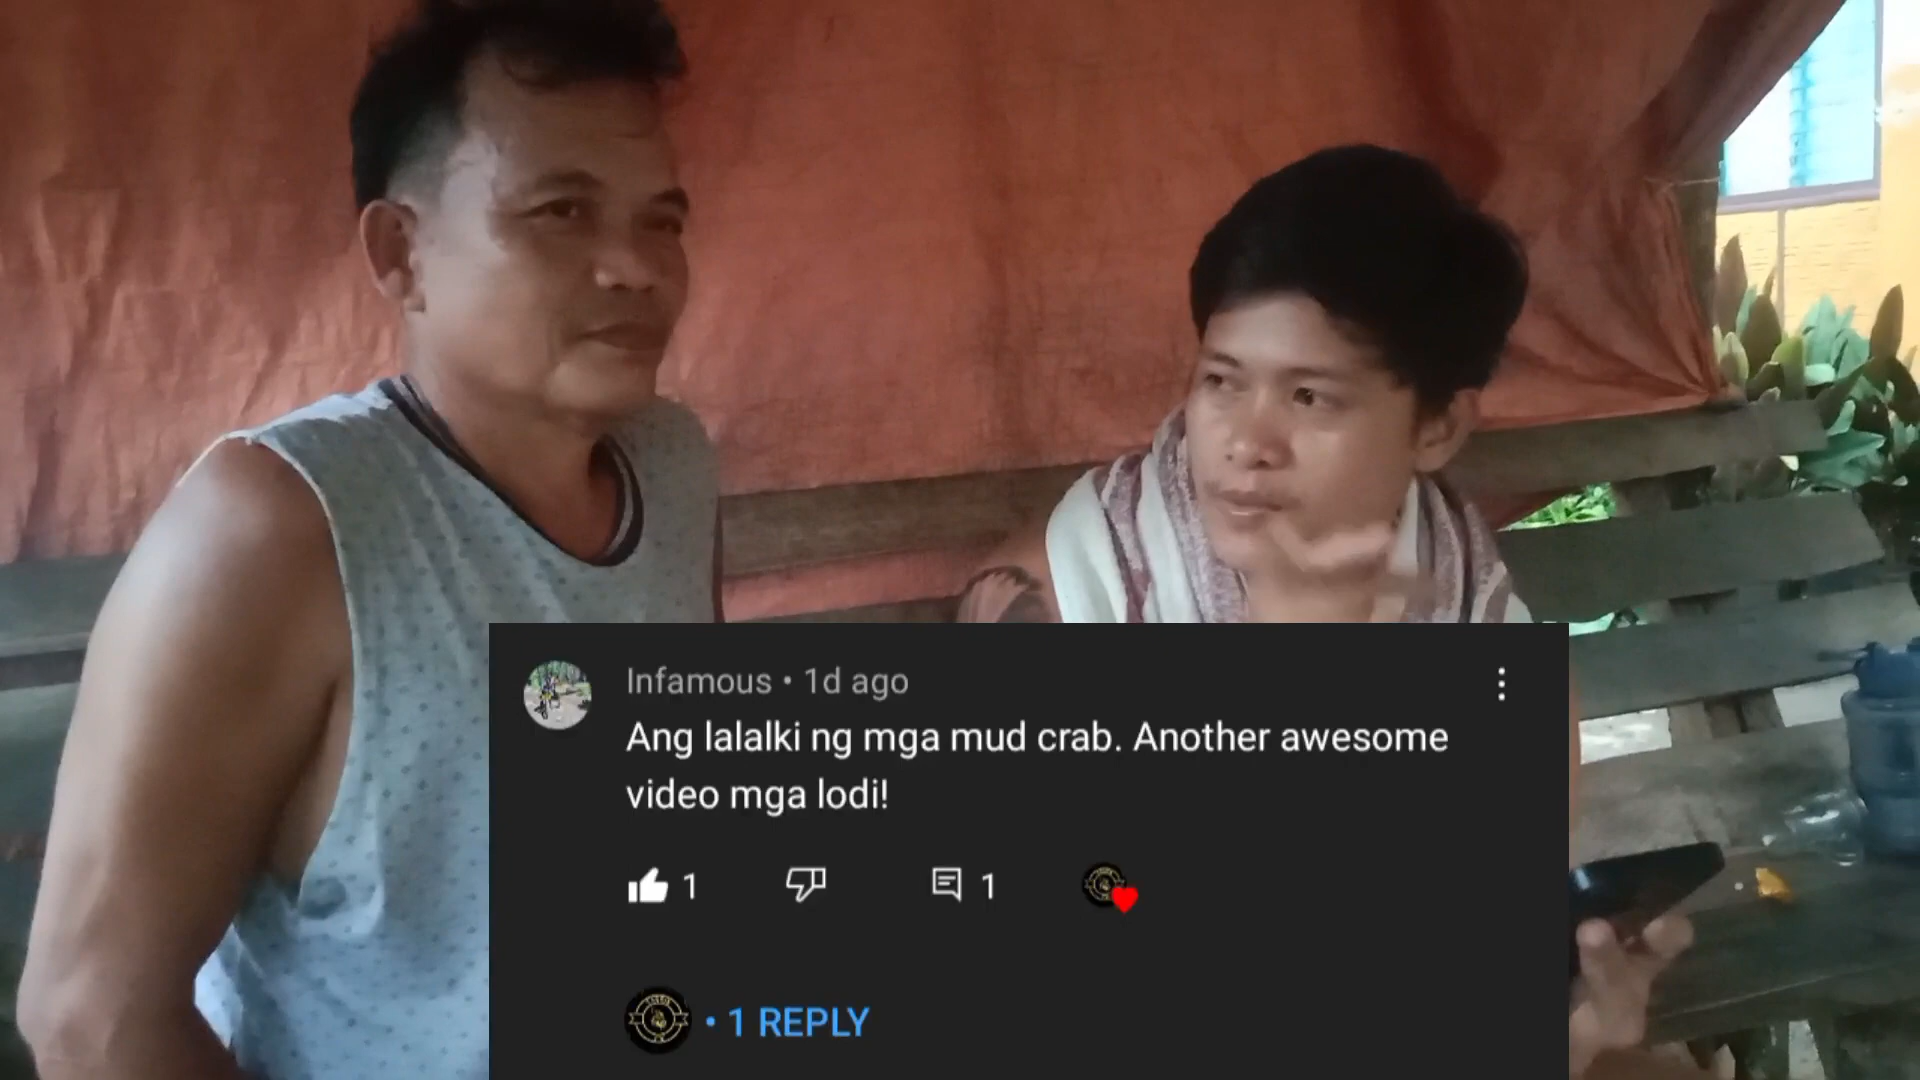 Infamous • 1d ago
Ang lalalki ng mga mud crab. Another awesome
video mga lodi!
1
1
• 1 REPLY